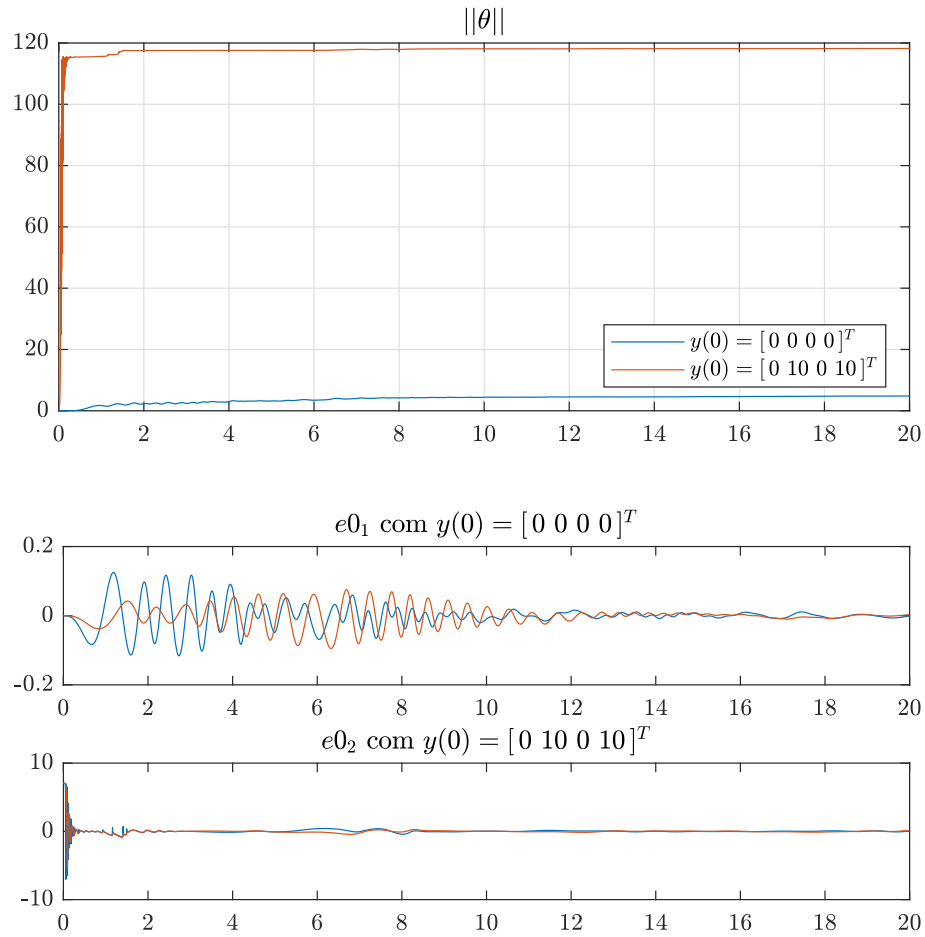 ||θ||
120
100
80
60
40
20
0
y(0) = [ 0 0 0 0 ]^T
y(0) = [ 0 10 0 10 ]^T
0 2 4 6 8 10 12 14 16 18 20
e0_1 com y(0) = [ 0 0 0 0 ]^T
0.2
0
-0.2
0 2 4 6 8 10 12 14 16 18 20
e0_2 com y(0) = [ 0 10 0 10 ]^T
10
0
-10
0 2 4 6 8 10 12 14 16 18 20